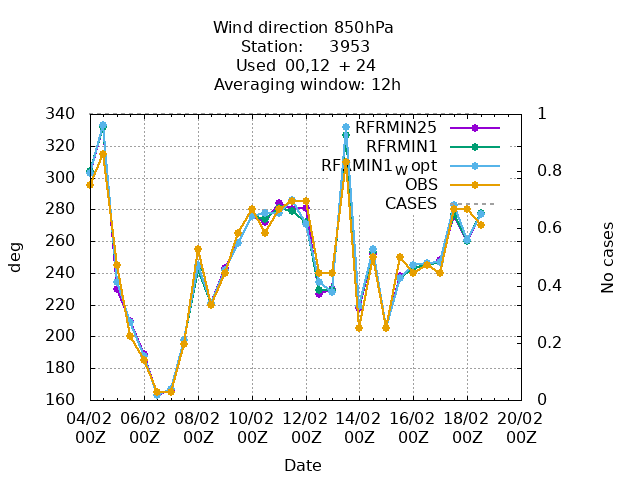 Wind direction 850hPa
Station: 3953
Used 00,12 + 24
Averaging window: 12h
340 320 300 280 260 240 220 200 180 160
1 0.8 0.6 0.4 0.2 0
RFRMIN25
RFRMIN1
RFRMIN1w opt
OBS
CASES
deg
No cases
04/02 06/02 08/02 10/02 12/02 14/02 16/02 18/02 20/02
00Z 00Z 00Z 00Z 00Z 00Z 00Z 00Z 00Z
Date